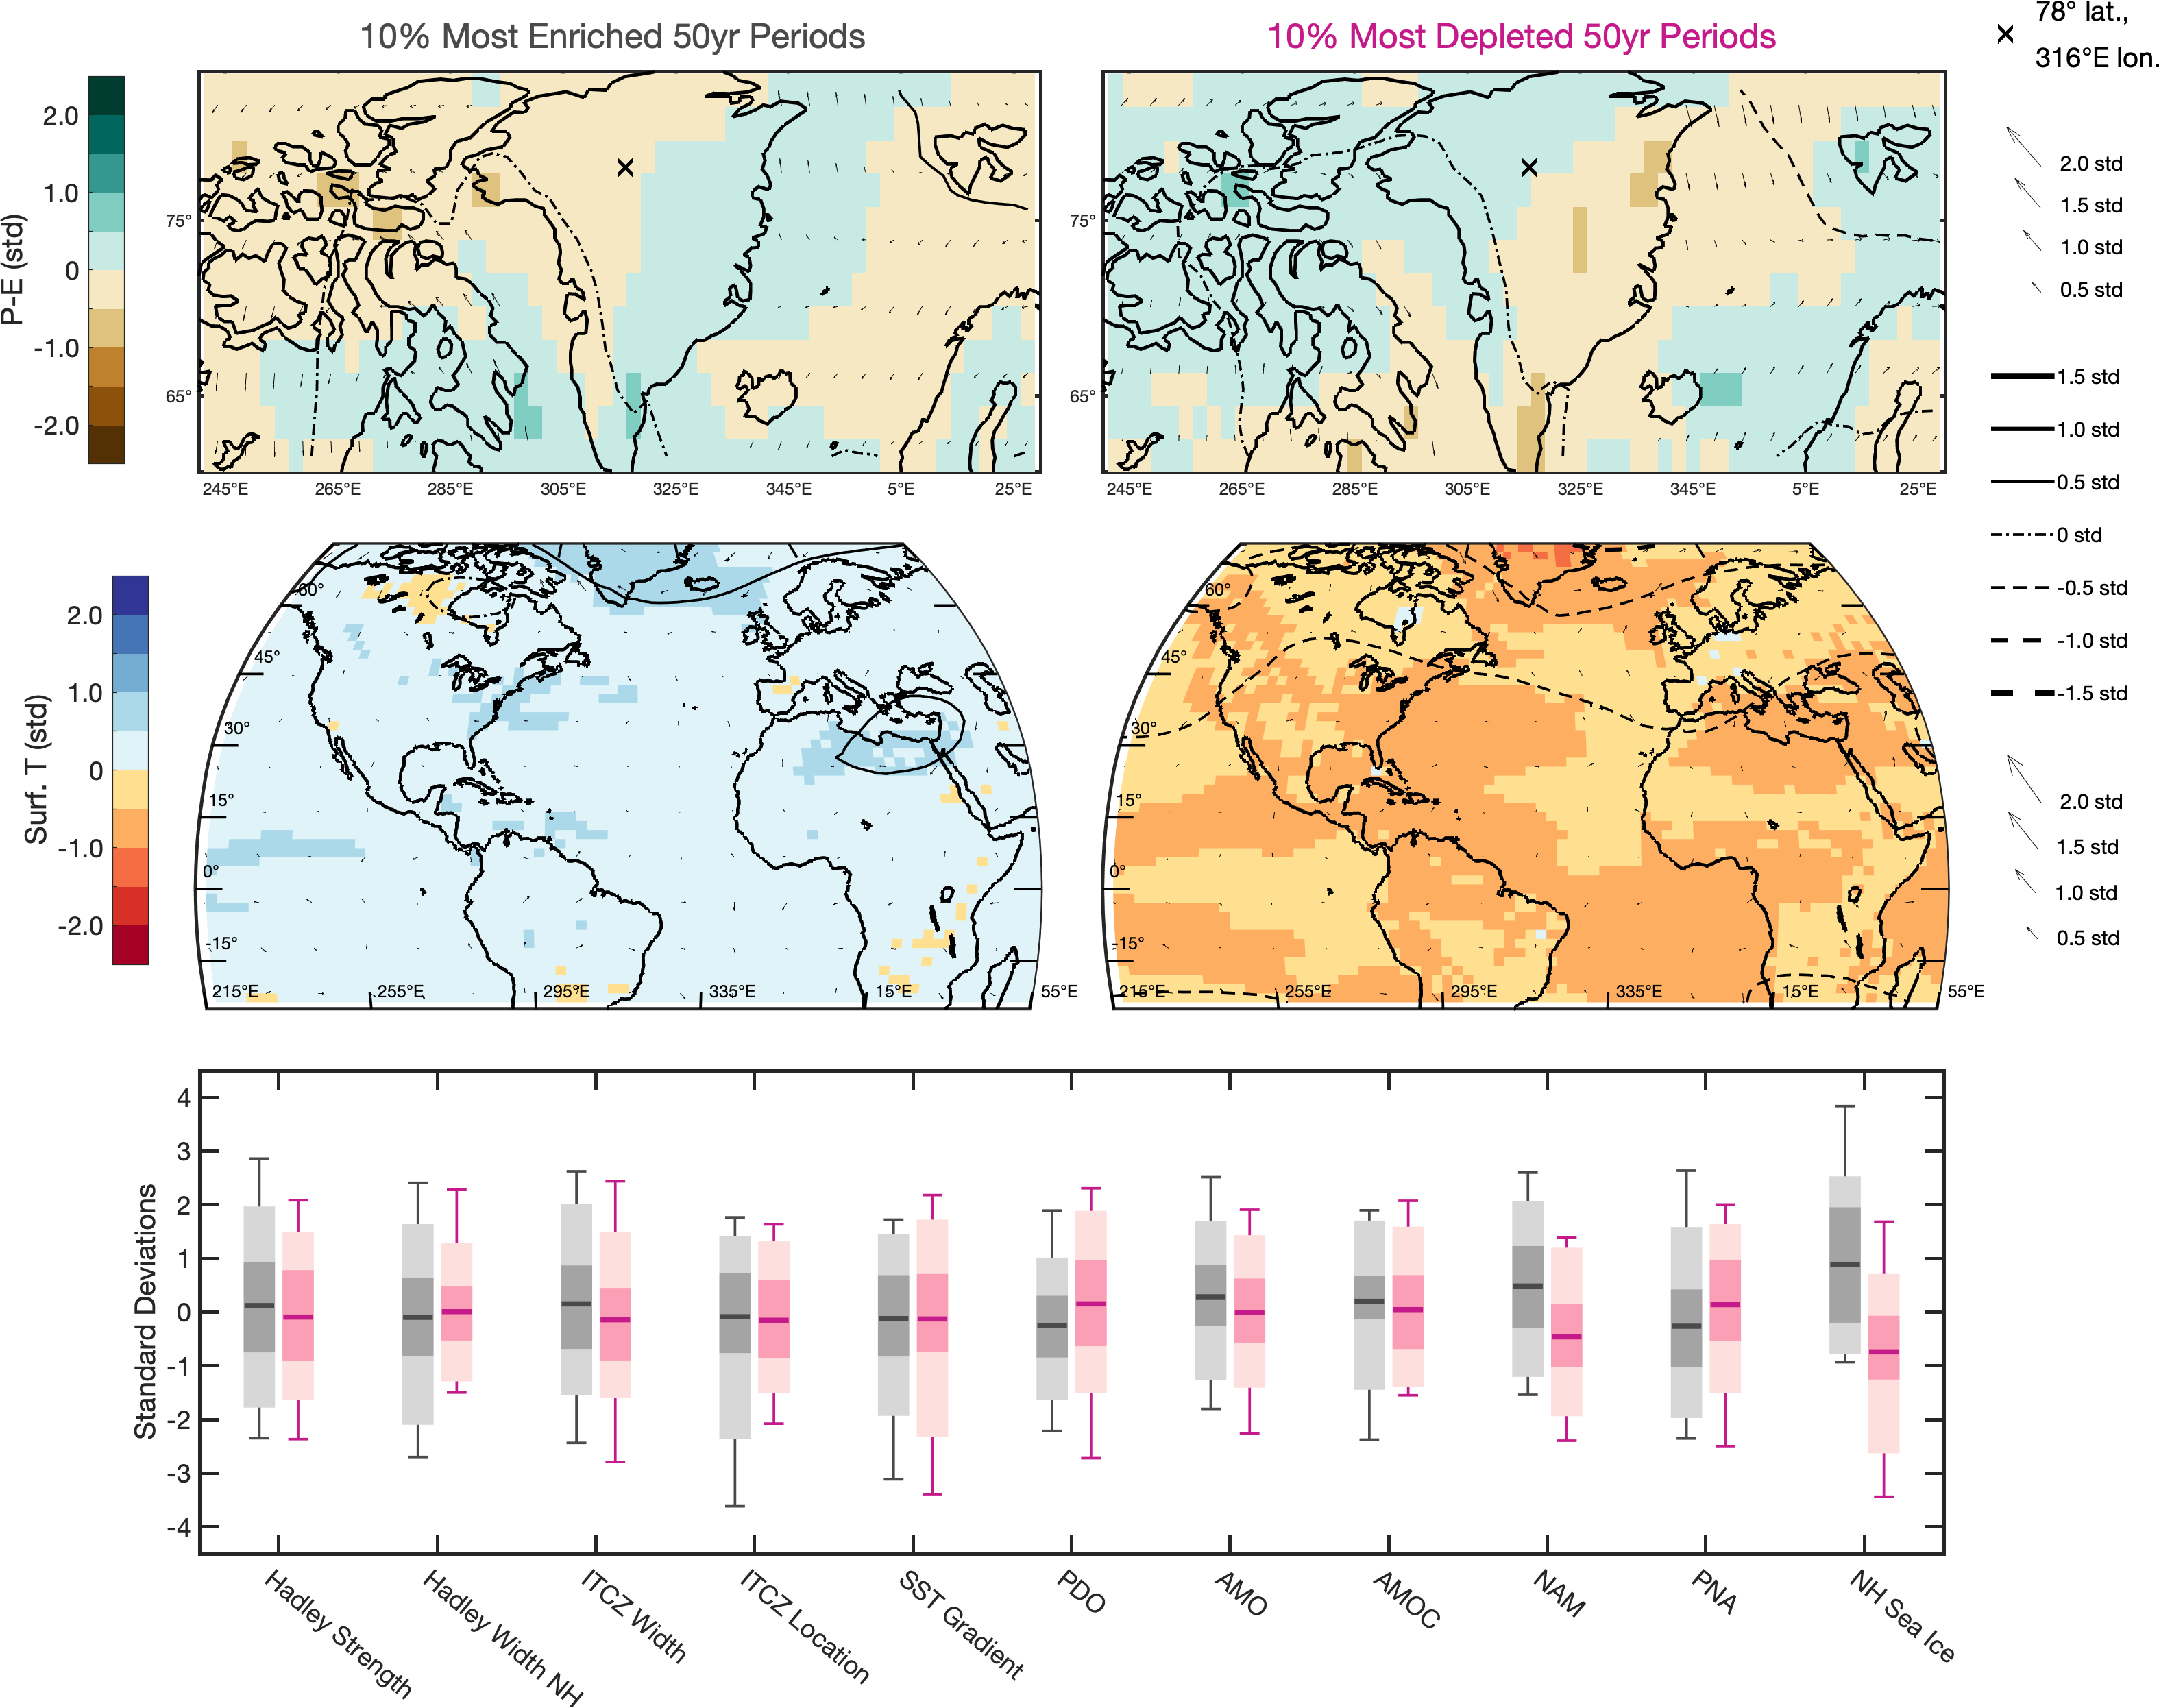 10% Most Enriched 50yr Periods
10% Most Depleted 50yr Periods
78° lat.,
316°E lon.
P-E (std)
2.0
1.0
0
-1.0
-2.0
75°
65°
245°E 265°E 285°E 305°E 325°E 345°E 5°E 25°E
75°
65°
245°E 265°E 285°E 305°E 325°E 345°E 5°E 25°E
2.0 std
1.5 std
1.0 std
0.5 std
1.5 std
1.0 std
0.5 std
0 std
-0.5 std
-1.0 std
-1.5 std
Surf. T (std)
2.0
1.0
0
-1.0
-2.0
60°
45°
30°
15°
0°
-15°
215°E 255°E 295°E 335°E 15°E 55°E
60°
45°
30°
15°
0°
-15°
215°E 255°E 295°E 335°E 15°E 55°E
2.0 std
1.5 std
1.0 std
0.5 std
Standard Deviations
4
3
2
1
0
-1
-2
-3
-4
Hadley Strength
Hadley Width NH
ITCZ Width
ITCZ Location
SST Gradient
PDO
AMO
AMOC
NAM
PNA
NH Sea Ice